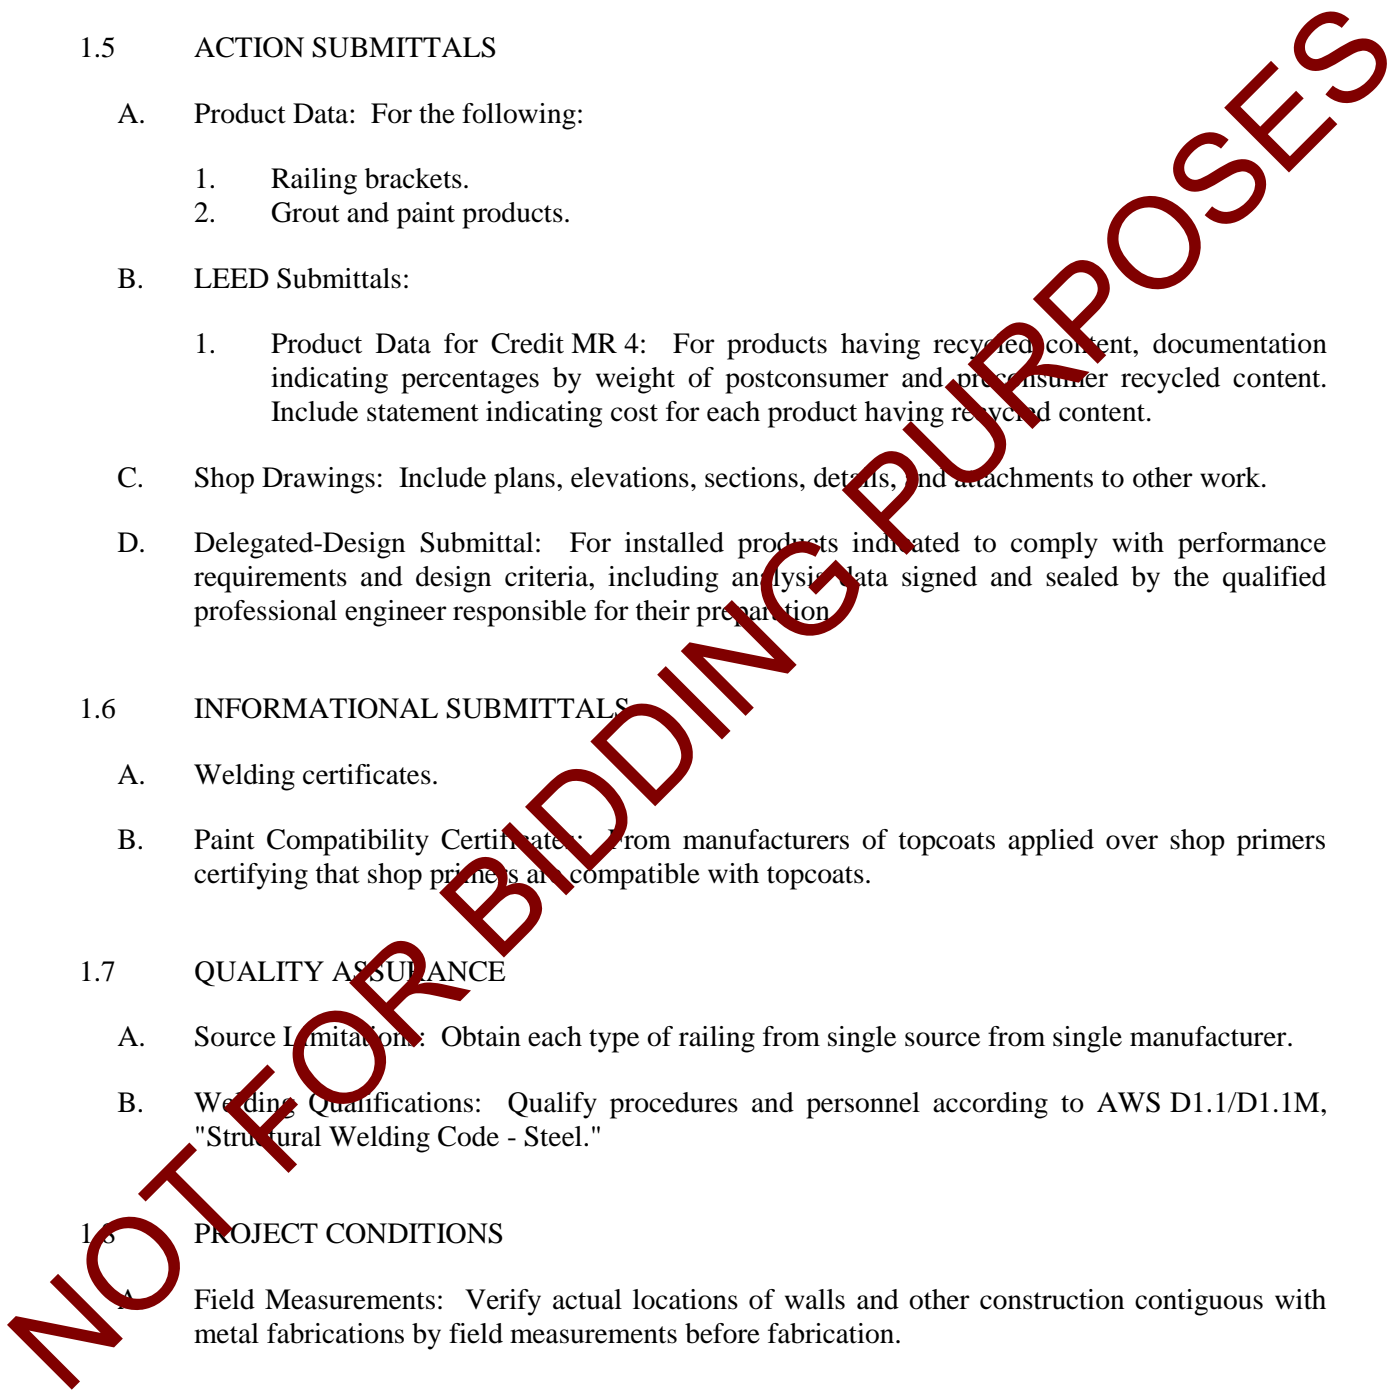 1.5 ACTION SUBMITTALS
A. Product Data: For the following:
1. Railing brackets.
2. Grout and paint products.
B. LEED Submittals:
1. Product Data for Credit MR 4: For products having recycled content, documentation
indicating percentages by weight of postconsumer and preconsumer recycled content.
Include statement indicating cost for each product having recycled content.
C. Shop Drawings: Include plans, elevations, sections, details, and attachments to other work.
D. Delegated-Design Submittal: For installed products indicated to comply with performance
requirements and design criteria, including analysis data signed and sealed by the qualified
professional engineer responsible for their preparation.
1.6 INFORMATIONAL SUBMITTALS
A. Welding certificates.
B. Paint Compatibility Certificates: From manufacturers of topcoats applied over shop primers
certifying that shop primers are compatible with topcoats.
1.7 QUALITY ASSURANCE
A. Source Limitations: Obtain each type of railing from single source from single manufacturer.
B. Welding Qualifications: Qualify procedures and personnel according to AWS D1.1/D1.1M,
"Structural Welding Code - Steel."
1.8 PROJECT CONDITIONS
A. Field Measurements: Verify actual locations of walls and other construction contiguous with
metal fabrications by field measurements before fabrication.
NOT FOR BIDDING PURPOSES